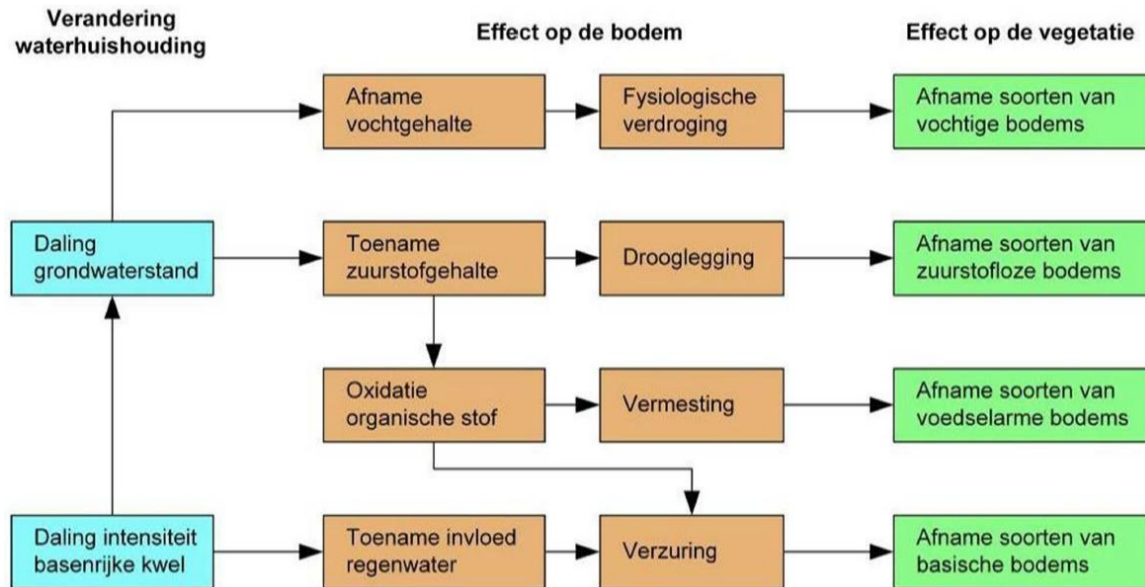 Verandering
waterhuishouding
Effect op de bodem
Effect op de vegetatie
Afname
vochtgehalte
Fysiologische
verdroging
Afname soorten van
vochtige bodems
Daling
grondwaterstand
Toename
zuurstofgehalte
Drooglegging
Afname soorten van
zuurstofloze bodems
Oxidatie
organische stof
Vermesting
Afname soorten van
voedselarme bodems
Daling intensiteit
basenrijke kwel
Toename invloed
regenwater
Verzuring
Afname soorten van
basische bodems